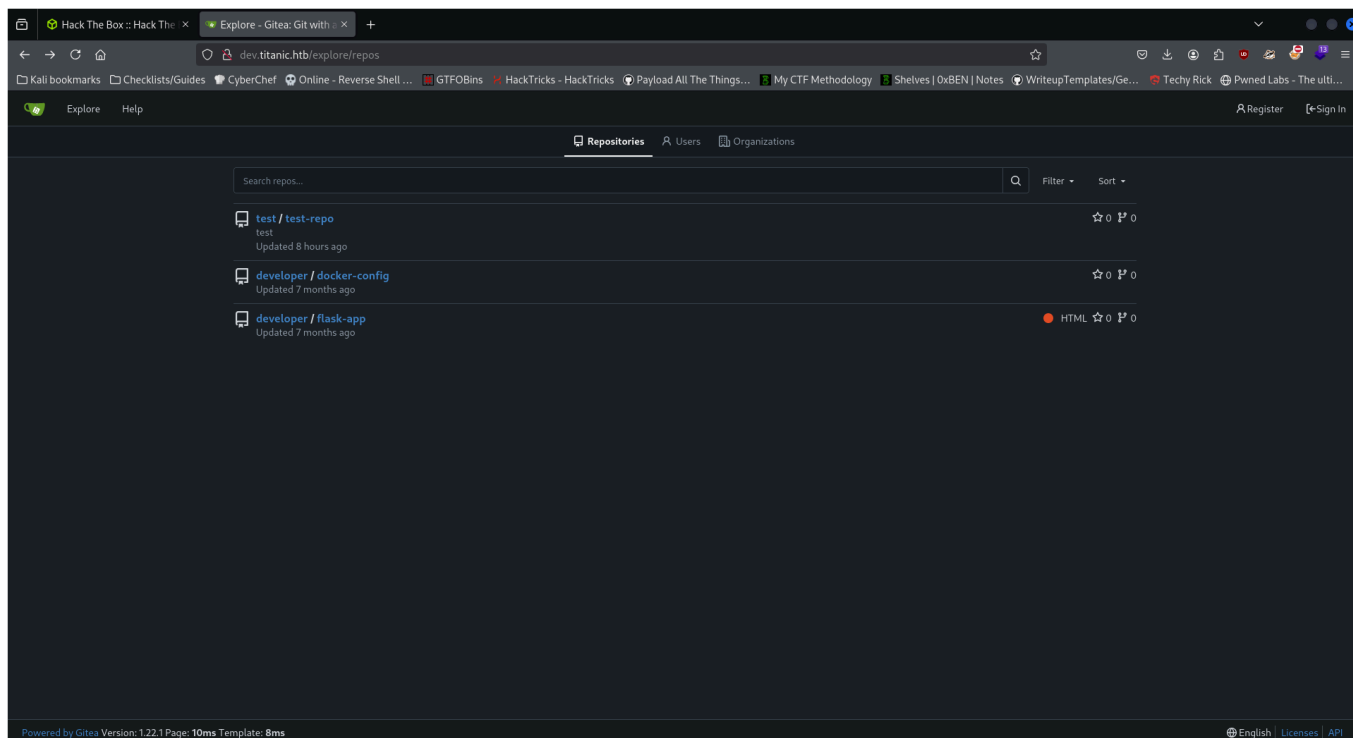 Hack The Box :: Hack The
Explore - Gitea: Git with a
dev.titanic.htb/explore/repos
13
Kali bookmarks Checklists/Guides CyberChef Online - Reverse Shell ... GTFOBins HackTricks - HackTricks Payload All The Things... My CTF Methodology Shelves | 0xBEN | Notes WriteupTemplates/Ge... Techy Rick Pwned Labs - The ulti...
Explore Help Register Sign In
Repositories Users Organizations
Search repos... Filter Sort
test / test-repo 0 0
test
Updated 8 hours ago
developer / docker-config 0 0
Updated 7 months ago
developer / flask-app HTML 0 0
Updated 7 months ago
Powered by Gitea Version: 1.22.1 Page: 10ms Template: 8ms English Licenses API